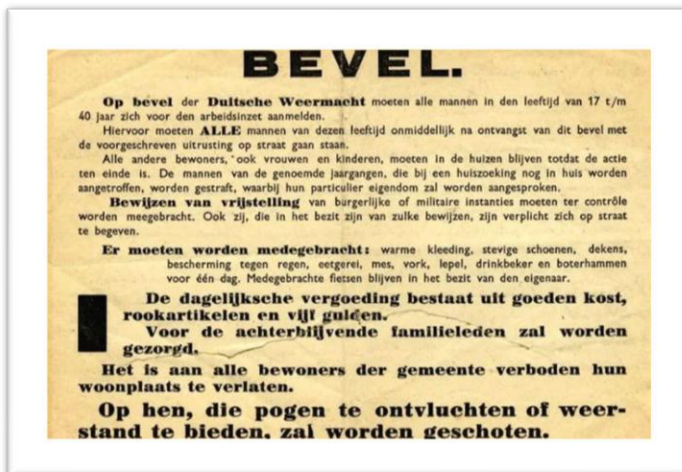 BEVEL.
Op bevel der Duitsche Weermacht moeten alle mannen in den leeftijd van 17 t/m
40 jaar zich voor den arbeidsinzet aanmelden.
Hiervoor moeten ALLE mannen van dezen leeftijd onmiddellijk na ontvangst van dit bevel met
de voorgeschreven uitrusting op straat gaan staan.
Alle andere bewoners, ook vrouwen en kinderen, moeten in de huizen blijven totdat de actie
ten einde is. De mannen van de genoemde jaargangen, die bij een huiszoeking nog in huis worden
aangetroffen, worden gestraft, waarbij hun particulier eigendom zal worden aangesproken.
Bewijzen van vrijstelling van burgerlijke of militaire instanties moeten ter contrôle
worden meegebracht. Ook zij, die in het bezit zijn van zulke bewijzen, zijn verplicht zich op straat
te begeven.
Er moeten worden medegebracht: warme kleeding, stevige schoenen, dekens,
bescherming tegen regen, eetgerei, mes, vork, lepel, drinkbeker en boterhammen
voor één dag. Medegebrachte fietsen blijven in het bezit van den eigenaar.
De dagelijksche vergoeding bestaat uit goeden kost,
rookartikelen en vijf gulden.
Voor de achterblijvende familieleden zal worden
gezorgd.
Het is aan alle bewoners der gemeente verboden hun
woonplaats te verlaten.
Op hen, die pogen te ontvluchten of weer-
stand te bieden, zal worden geschoten.